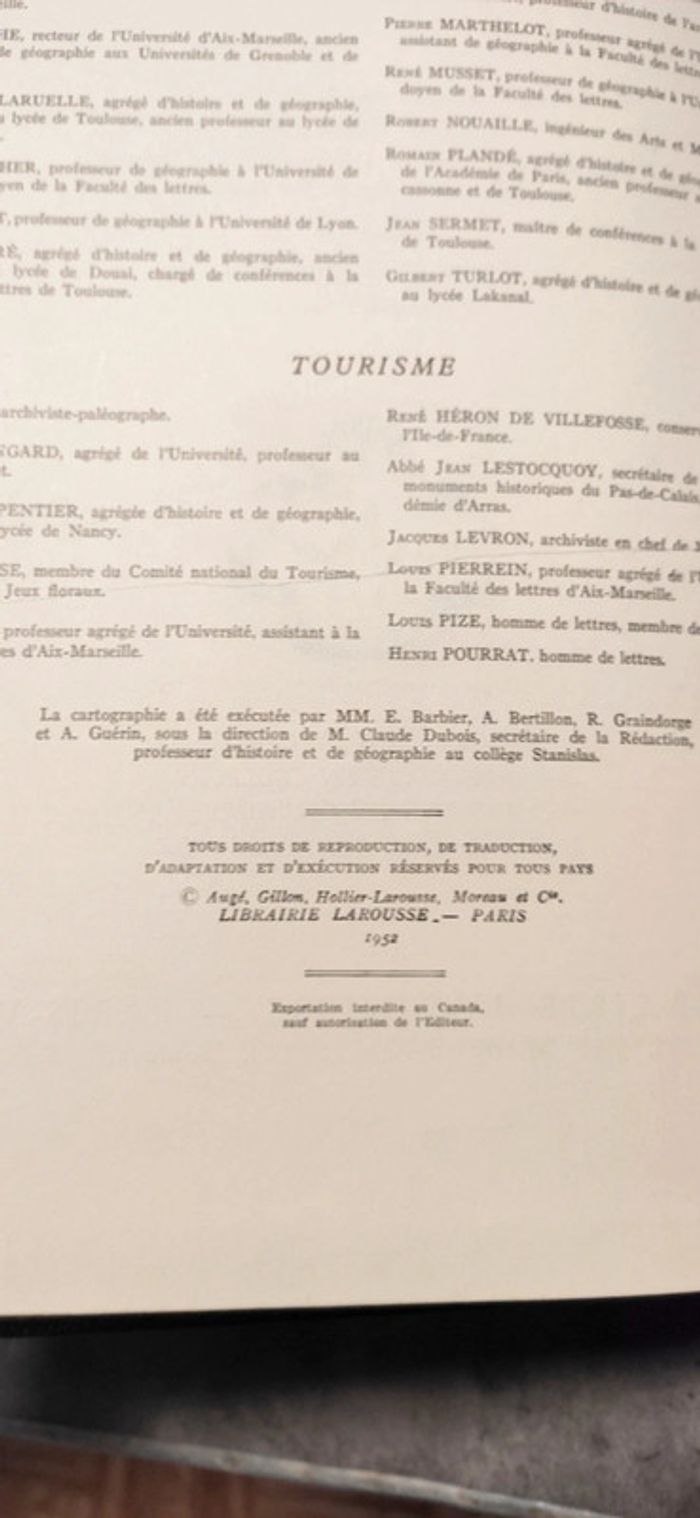 IE, recteur de l'Université d'Aix-Marseille, ancien
de géographie aux Universités de Grenoble et de
LARUELLE, agrégé d'histoire et de géographie,
lycée de Toulouse, ancien professeur au lycée de
HER, professeur de géographie à l'Université de
yen de la Faculté des lettres.
professeur de géographie à l'Université de Lyon.
RÉ, agrégé d'histoire et de géographie, ancien
lycée de Douai, chargé de conférences à la
ttres de Toulouse.
professeur d'histoire de l'a
Pierre MARTHELOT, professeur agrégé de l'
assistant de géographie à la Faculté des lettr
René MUSSET, professeur de géographie à l'U
doyen de la Faculté des lettres.
Robert NOUAILLE, ingénieur des Arts et M
Romain PLANDÉ, agrégé d'histoire et de géo
de l'Académie de Paris, ancien professeur
cassonne et de Toulouse.
Jean SERMET, maître de conférences à la
de Toulouse.
Gilbert TURLOT, agrégé d'histoire et de gé
au lycée Lakanal.
TOURISME
archiviste-paléographe.
GARD, agrégé de l'Université, professeur au
t.
PENTIER, agrégée d'histoire et de géographie,
ycée de Nancy.
SE, membre du Comité national du Tourisme,
Jeux floraux.
professeur agrégé de l'Université, assistant à la
es d'Aix-Marseille.
René HÉRON DE VILLEFOSSE, conserv
l'Ile-de-France.
Abbé Jean LESTOCQUOY, secrétaire de
monuments historiques du Pas-de-Calais,
démie d'Arras.
Jacques LEVRON, archiviste en chef de
Louis PIERREIN, professeur agrégé de l'
la Faculté des lettres d'Aix-Marseille.
Louis PIZE, homme de lettres, membre de
Henri POURRAT, homme de lettres.
La cartographie a été exécutée par MM. E. Barbier, A. Bertillon, R. Graindorge
et A. Guérin, sous la direction de M. Claude Dubois, secrétaire de la Rédaction,
professeur d'histoire et de géographie au collège Stanislas.
TOUS DROITS DE REPRODUCTION, DE TRADUCTION,
D'ADAPTATION ET D'EXÉCUTION RÉSERVÉS POUR TOUS PAYS
© Augé, Gillon, Hollier-Larousse, Moreau et Cie.
LIBRAIRIE LAROUSSE. — PARIS
1952
Exportation interdite au Canada,
sauf autorisation de l'Editeur.